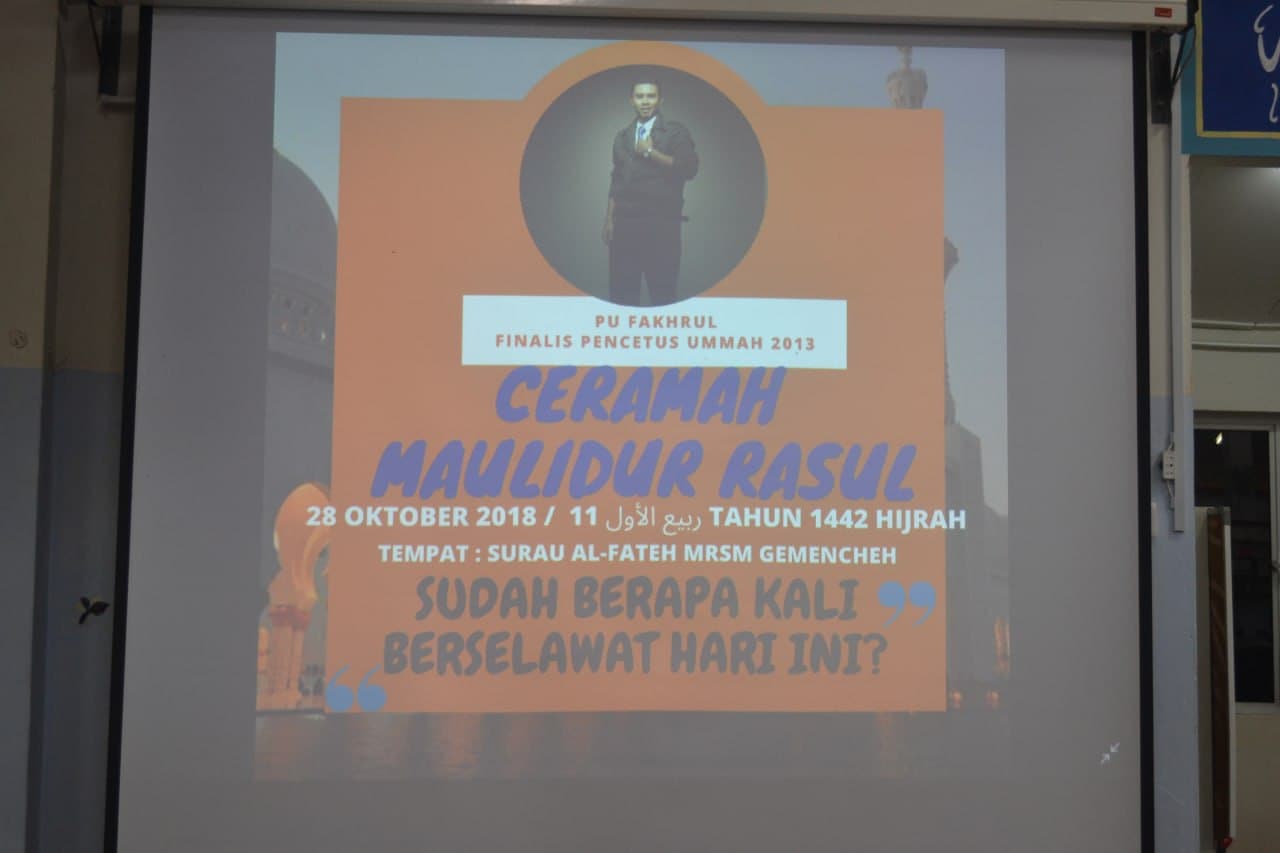 PU FAKHRUL
FINALIS PENCETUS UMMAH 2013
CERAMAH
MAULIDUR RASUL
28 OKTOBER 2018 / 11 ربيع الأول TAHUN 1442 HIJRAH
TEMPAT : SURAU AL-FATEH MRSM GEMENCHEH
SUDAH BERAPA KALI ”
BERSELAWAT HARI INI?
“